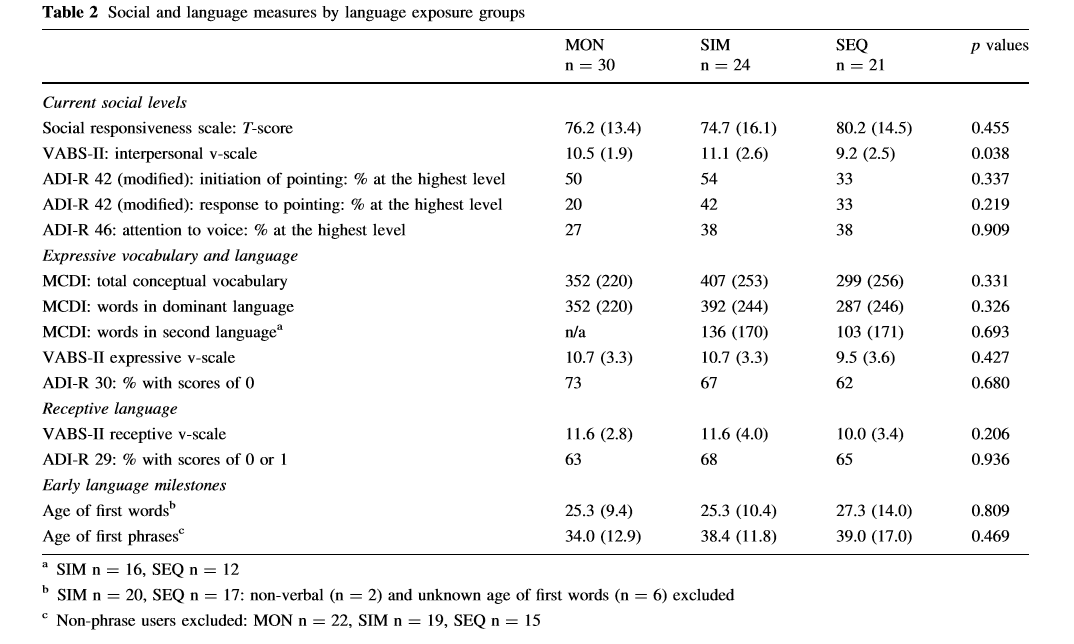 Table 2 Social and language measures by language exposure groups
MON SIM SEQ p values
n = 30 n = 24 n = 21
Current social levels
Social responsiveness scale: T-score 76.2 (13.4) 74.7 (16.1) 80.2 (14.5) 0.455
VABS-II: interpersonal v-scale 10.5 (1.9) 11.1 (2.6) 9.2 (2.5) 0.038
ADI-R 42 (modified): initiation of pointing: % at the highest level 50 54 33 0.337
ADI-R 42 (modified): response to pointing: % at the highest level 20 42 33 0.219
ADI-R 46: attention to voice: % at the highest level 27 38 38 0.909
Expressive vocabulary and language
MCDI: total conceptual vocabulary 352 (220) 407 (253) 299 (256) 0.331
MCDI: words in dominant language 352 (220) 392 (244) 287 (246) 0.326
MCDI: words in second language^a n/a 136 (170) 103 (171) 0.693
VABS-II expressive v-scale 10.7 (3.3) 10.7 (3.3) 9.5 (3.6) 0.427
ADI-R 30: % with scores of 0 73 67 62 0.680
Receptive language
VABS-II receptive v-scale 11.6 (2.8) 11.6 (4.0) 10.0 (3.4) 0.206
ADI-R 29: % with scores of 0 or 1 63 68 65 0.936
Early language milestones
Age of first words^b 25.3 (9.4) 25.3 (10.4) 27.3 (14.0) 0.809
Age of first phrases^c 34.0 (12.9) 38.4 (11.8) 39.0 (17.0) 0.469
^a SIM n = 16, SEQ n = 12
^b SIM n = 20, SEQ n = 17: non-verbal (n = 2) and unknown age of first words (n = 6) excluded
^c Non-phrase users excluded: MON n = 22, SIM n = 19, SEQ n = 15